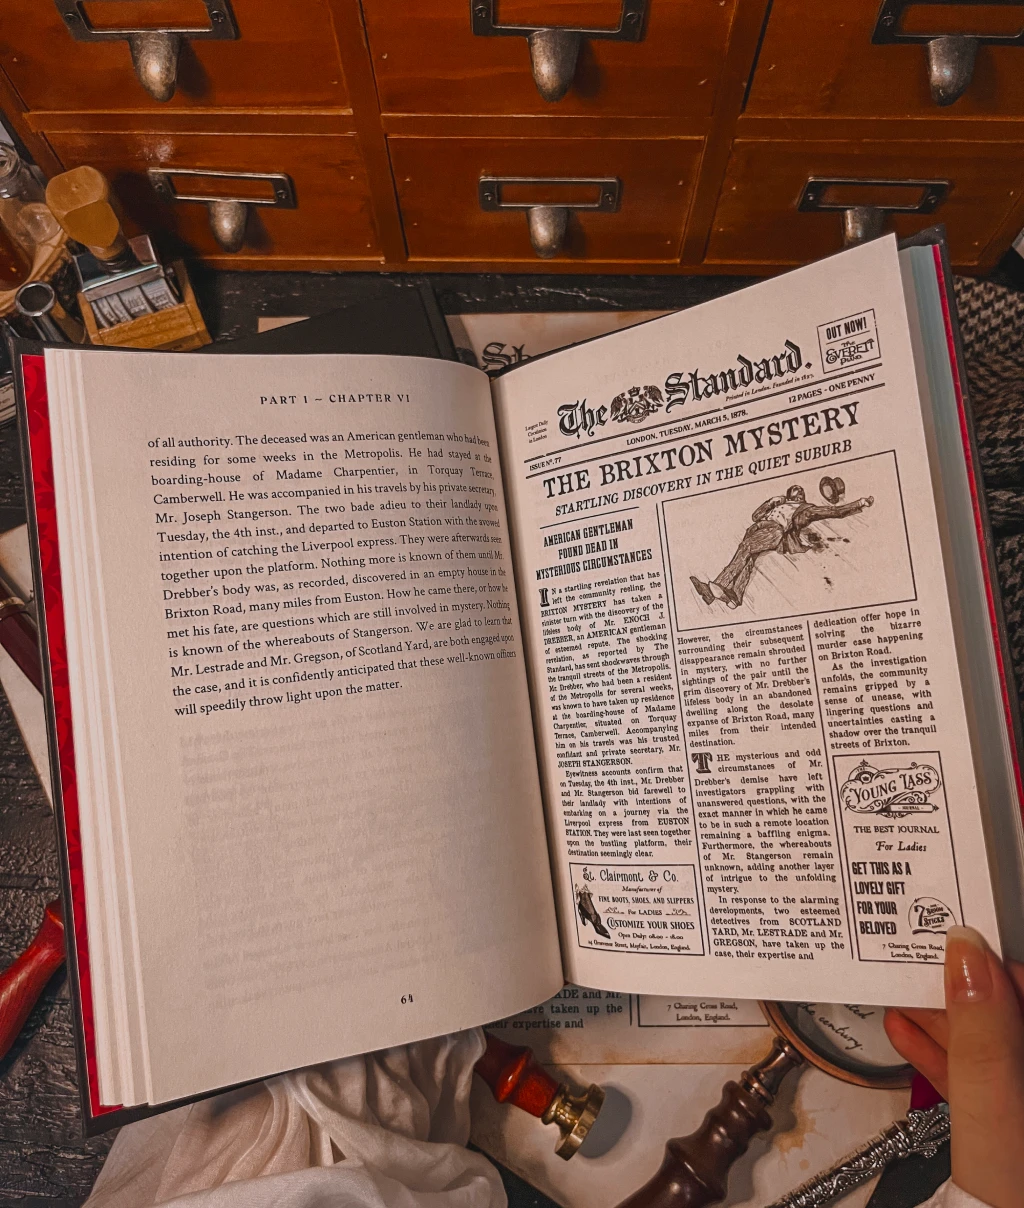 PART I ~ CHAPTER VI
of all authority. The deceased was an American gentleman who had been
residing for some weeks in the Metropolis. He had stayed at the
boarding-house of Madame Charpentier, in Torquay Terrace,
Camberwell. He was accompanied in his travels by his private secretary,
Mr. Joseph Stangerson. The two bade adieu to their landlady upon
Tuesday, the 4th inst., and departed to Euston Station with the avowed
intention of catching the Liverpool express. They were afterwards seen
together upon the platform. Nothing more is known of them until Mr.
Drebber's body was, as recorded, discovered in an empty house in the
Brixton Road, many miles from Euston. How he came there, or how he
met his fate, are questions which are still involved in mystery. Nothing
is known of the whereabouts of Stangerson. We are glad to learn that
Mr. Lestrade and Mr. Gregson, of Scotland Yard, are both engaged upon
the case, and it is confidently anticipated that these well-known officers
will speedily throw light upon the matter.
64
Largest Daily
Circulation
in London
The Standard.
Printed in London. Founded in 1827.
OUT NOW!
The
EVERETT
PIANO.
ISSUE Nº. 77
LONDON, TUESDAY, MARCH 5, 1878.
12 PAGES - ONE PENNY
THE BRIXTON MYSTERY
STARTLING DISCOVERY IN THE QUIET SUBURB
AMERICAN GENTLEMAN
FOUND DEAD IN
MYSTERIOUS CIRCUMSTANCES
IN a startling revelation that has
left the community reeling, the
BRIXTON MYSTERY has taken a
sinister turn with the discovery of the
lifeless body of Mr. ENOCH J.
DREBBER, an AMERICAN gentleman
of esteemed repute. The shocking
revelation, as reported by The
Standard, has sent shockwaves through
the tranquil streets of the Metropolis.
Mr. Drebber, who had been a resident
of the Metropolis for several weeks,
was known to have taken up residence
at the boarding-house of Madame
Charpentier, situated on Torquay
Terrace, Camberwell. Accompanying
him on his travels was his trusted
confidant and private secretary, Mr.
JOSEPH STANGERSON.
Eyewitness accounts confirm that
on Tuesday, the 4th inst., Mr. Drebber
and Mr. Stangerson bid farewell to
their landlady with intentions of
embarking on a journey via the
Liverpool express from EUSTON
STATION. They were last seen together
upon the bustling platform, their
destination seemingly clear.
St. Clairmont & Co.
Manufacturer of
FINE BOOTS, SHOES, AND SLIPPERS
For LADIES
CUSTOMIZE YOUR SHOES
Open Daily: 08.00 - 18.00
14 Grosvenor Street, Mayfair, London, England.
However, the circumstances
surrounding their subsequent
disappearance remain shrouded
in mystery, with no further
sightings of the pair until the
grim discovery of Mr. Drebber's
lifeless body in an abandoned
dwelling along the desolate
expanse of Brixton Road, many
miles from their intended
destination.
THE mysterious and odd
circumstances of Mr.
Drebber's demise have left
investigators grappling with
unanswered questions, with the
exact manner in which he came
to be in such a remote location
remaining a baffling enigma.
Furthermore, the whereabouts
of Mr. Stangerson remain
unknown, adding another layer
of intrigue to the unfolding
mystery.
In response to the alarming
developments, two esteemed
detectives from SCOTLAND
YARD, Mr. LESTRADE and Mr.
GREGSON, have taken up the
case, their expertise and
dedication offer hope in
solving the bizarre
murder case happening
on Brixton Road.
As the investigation
unfolds, the community
remains gripped by a
sense of unease, with
lingering questions and
uncertainties casting a
shadow over the tranquil
streets of Brixton.
YOUNG LASS
JOURNAL
THE BEST JOURNAL
For Ladies
GET THIS AS A
LOVELY GIFT
FOR YOUR
BELOVED
7 Charing Cross Road,
London, England.
RADE and Mr.
have taken up the
their expertise and
7 Charing Cross Road,
London, England.
the century.